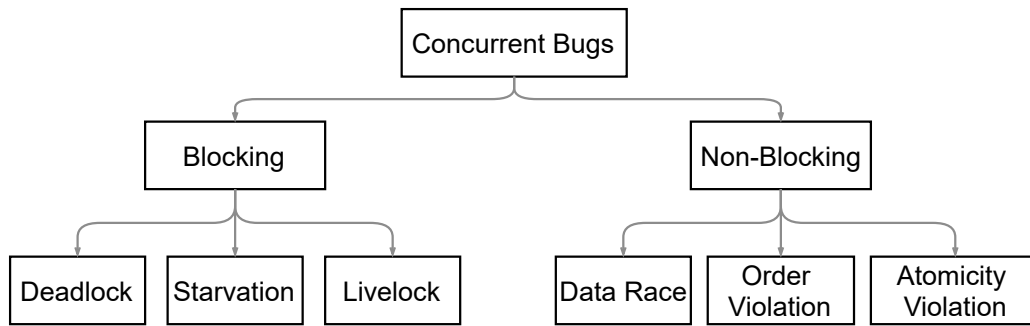 Concurrent Bugs
Blocking
Non-Blocking
Deadlock
Starvation
Livelock
Data Race
Order
Violation
Atomicity
Violation